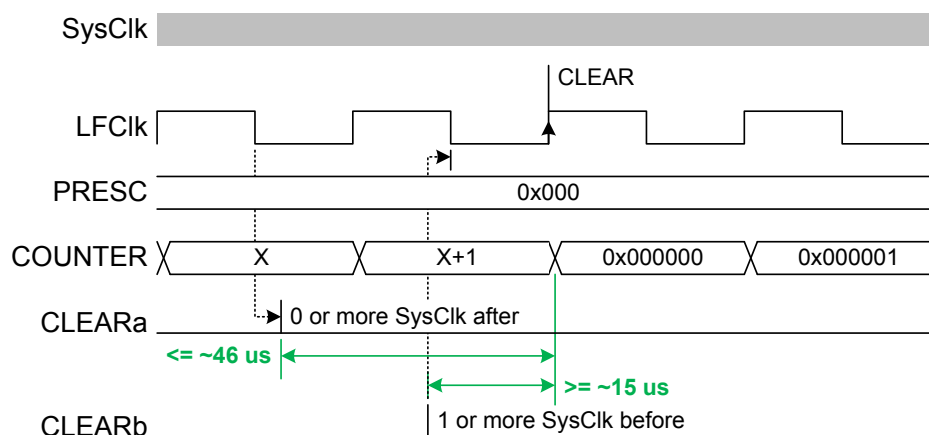 SysClk
CLEAR
LFClk
PRESC
0x000
COUNTER
X
X+1
0x000000
0x000001
CLEARa
0 or more SysClk after
<= ~46 us
>= ~15 us
CLEARb
1 or more SysClk before